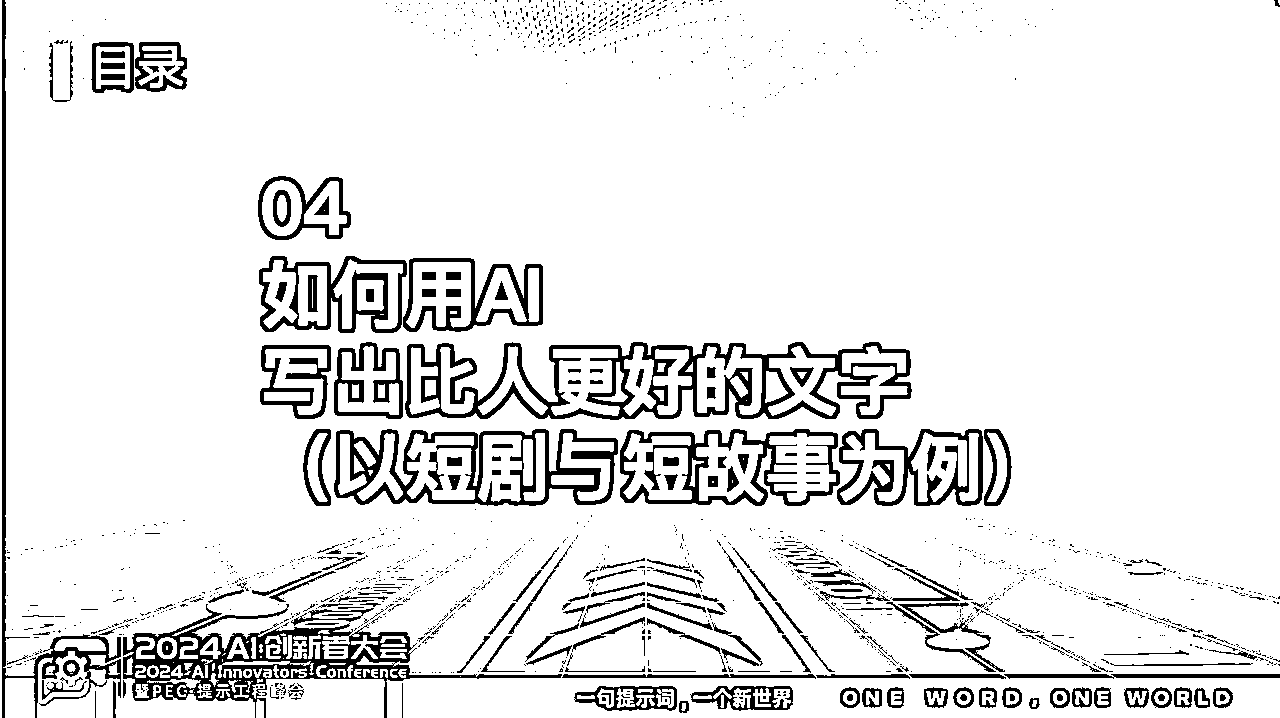 目录
04
如何用AI
写出比人更好的文字
（以短剧与短故事为例）
2024 AI创新者大会
2024 AI Innovators' Conference
暨PEC·提示工程峰会
一句提示词，一个新世界
ONE WORD, ONE WORLD